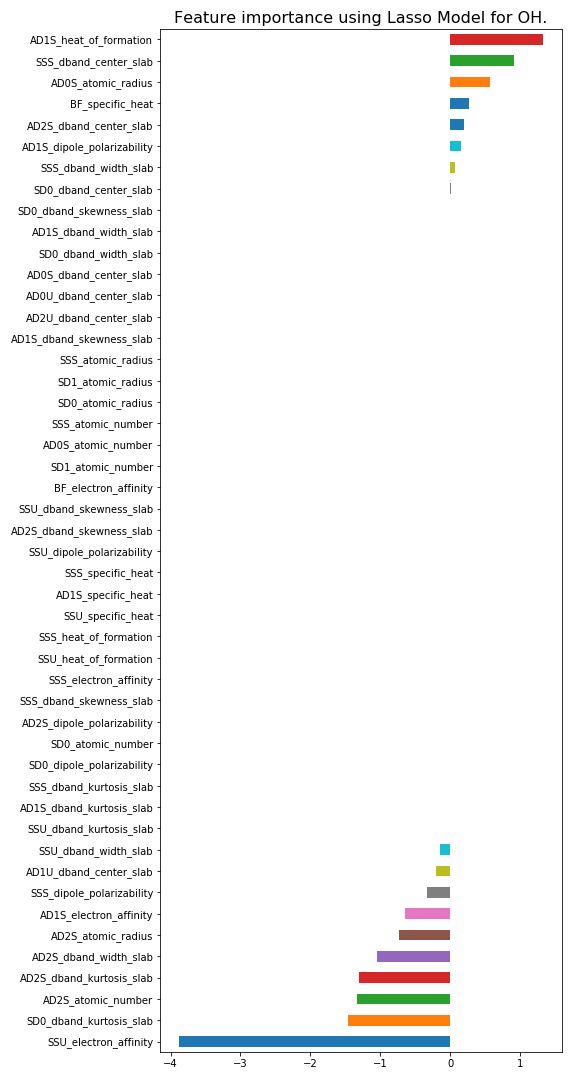 Feature importance using Lasso Model for OH.
AD1S_heat_of_formation
SSS_dband_center_slab
AD0S_atomic_radius
BF_specific_heat
AD2S_dband_center_slab
AD1S_dipole_polarizability
SSS_dband_width_slab
SD0_dband_center_slab
SD0_dband_skewness_slab
AD1S_dband_width_slab
SD0_dband_width_slab
AD0S_dband_center_slab
AD0U_dband_center_slab
AD2U_dband_center_slab
AD1S_dband_skewness_slab
SSS_atomic_radius
SD1_atomic_radius
SD0_atomic_radius
SSS_atomic_number
AD0S_atomic_number
SD1_atomic_number
BF_electron_affinity
SSU_dband_skewness_slab
AD2S_dband_skewness_slab
SSU_dipole_polarizability
SSS_specific_heat
AD1S_specific_heat
SSU_specific_heat
SSS_heat_of_formation
SSU_heat_of_formation
SSS_electron_affinity
SSS_dband_skewness_slab
AD2S_dipole_polarizability
SD0_atomic_number
SD0_dipole_polarizability
SSS_dband_kurtosis_slab
AD1S_dband_kurtosis_slab
SSU_dband_kurtosis_slab
SSU_dband_width_slab
AD1U_dband_center_slab
SSS_dipole_polarizability
AD1S_electron_affinity
AD2S_atomic_radius
AD2S_dband_width_slab
AD2S_dband_kurtosis_slab
AD2S_atomic_number
SD0_dband_kurtosis_slab
SSU_electron_affinity
−4 −3 −2 −1 0 1